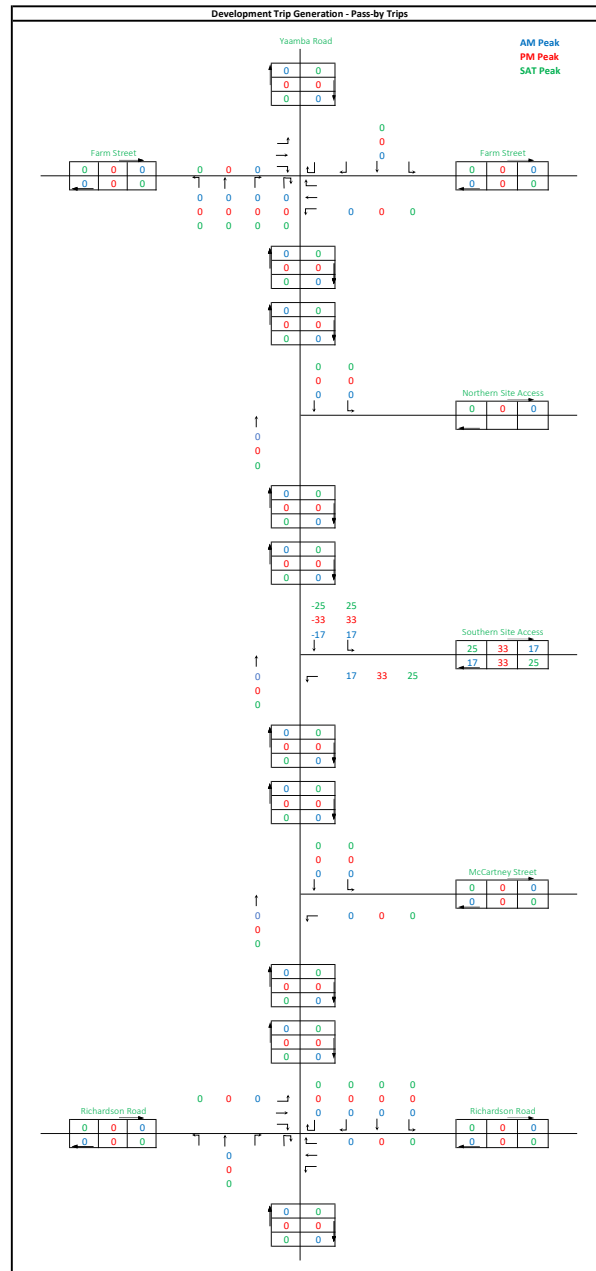 Development Trip Generation - Pass-by Trips
Yaamba Road
AM Peak
PM Peak
SAT Peak
0 0
0 0
0 0
0
0
0
Farm Street
Farm Street
0 0 0
0 0 0
0 0 0
0 0 0
0 0 0
0 0 0 0
0 0 0 0
0 0 0 0
0 0 0
0 0
0 0
0 0
0 0
0 0
0 0
0 0
0 0
0 0
Northern Site Access
0 0 0
0
0
0
0 0
0 0
0 0
0 0
0 0
0 0
-25 25
-33 33
-17 17
Southern Site Access
25 33 17
17 33 25
0
0
0
17 33 25
0 0
0 0
0 0
0 0
0 0
0 0
0 0
0 0
0 0
McCartney Street
0 0 0
0 0 0
0
0
0
0 0 0
0 0
0 0
0 0
0 0
0 0
0 0
0 0 0
0 0 0 0
0 0 0 0
0 0 0 0
Richardson Road
Richardson Road
0 0 0
0 0 0
0 0 0
0 0 0
0
0
0
0 0 0
0 0
0 0
0 0